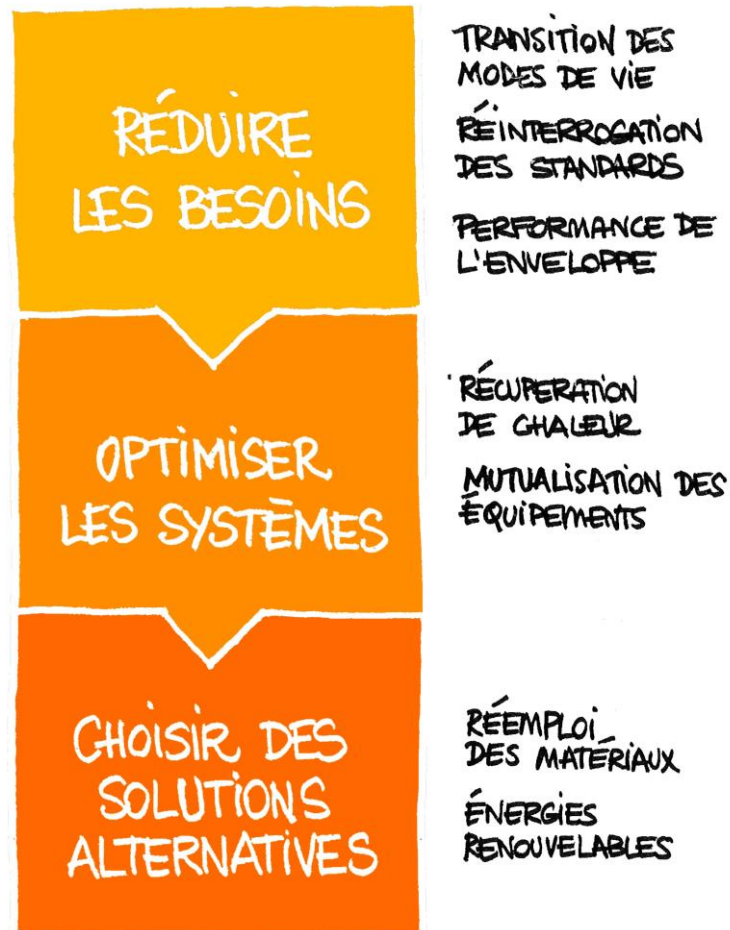 RÉDUIRE
LES BESOINS
TRANSITION DES
MODES DE VIE
RÉINTERROGATION
DES STANDARDS
PERFORMANCE DE
L'ENVELOPPE
OPTIMISER
LES SYSTÈMES
RÉCUPERATION
DE CHALEUR
MUTUALISATION DES
ÉQUIPEMENTS
CHOISIR DES
SOLUTIONS
ALTERNATIVES
RÉEMPLOI
DES MATÉRIAUX
ÉNERGIES
RENOUVELABLES